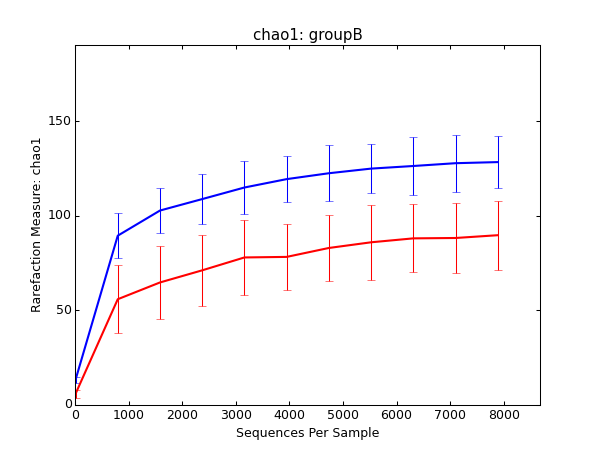 chao1: groupB
Rarefaction Measure: chao1
150
100
50
0
0 1000 2000 3000 4000 5000 6000 7000 8000
Sequences Per Sample